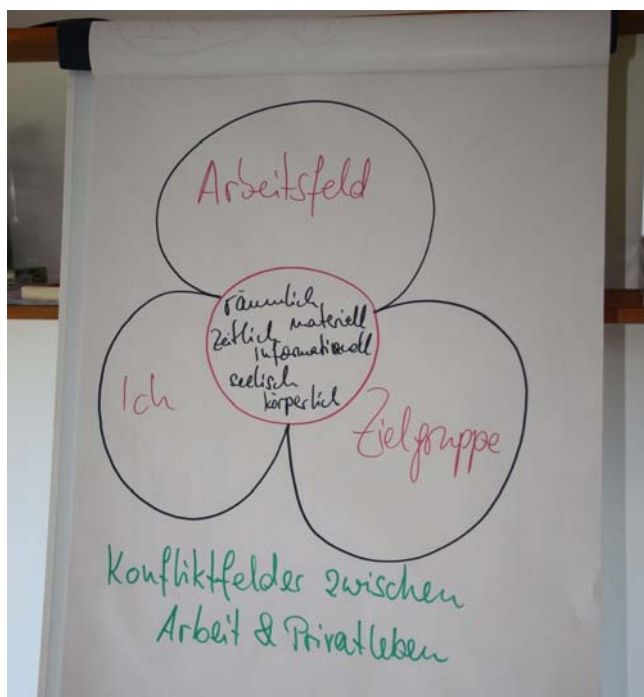 Arbeitsfeld
räumlich
zeitlich materiell
informationell
seelisch
körperlich
Ich
Zielgruppe
Konfliktfelder zwischen
Arbeit & Privatleben